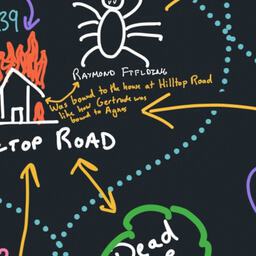 39
RAYMOND FIELDING
Was bound to the house at Hilltop Road
like how Gertrude was
bound to Agnes
LTOP ROAD
Dead